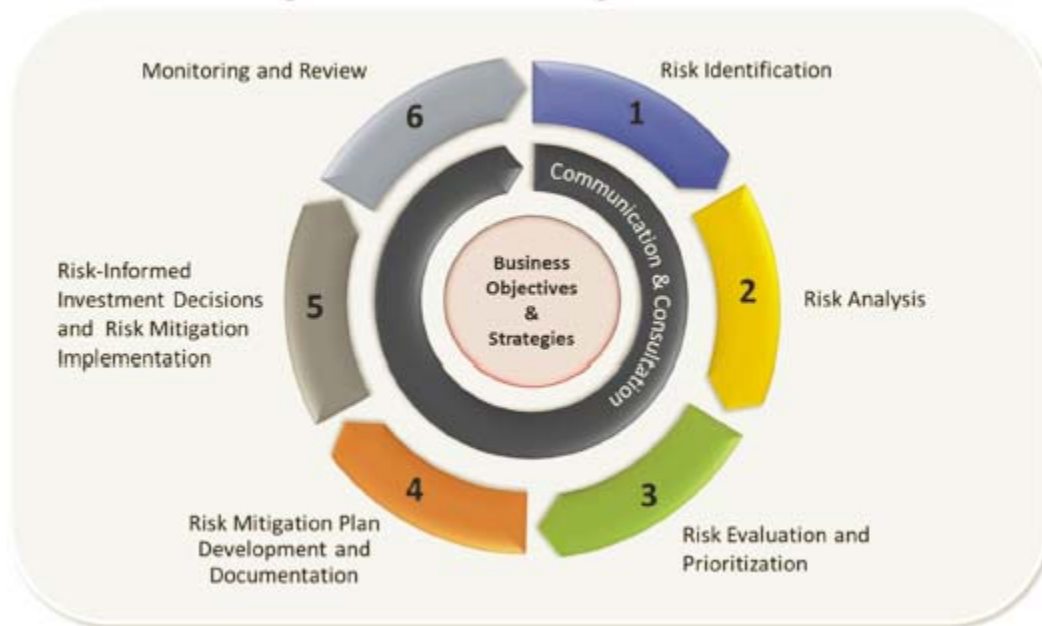 1
Risk Identification
2
Risk Analysis
3
Risk Evaluation and
Prioritization
4
Risk Mitigation Plan
Development and
Documentation
5
Risk-Informed
Investment Decisions
and Risk Mitigation
Implementation
6
Monitoring and Review
Communication & Consultation
Business
Objectives
&
Strategies